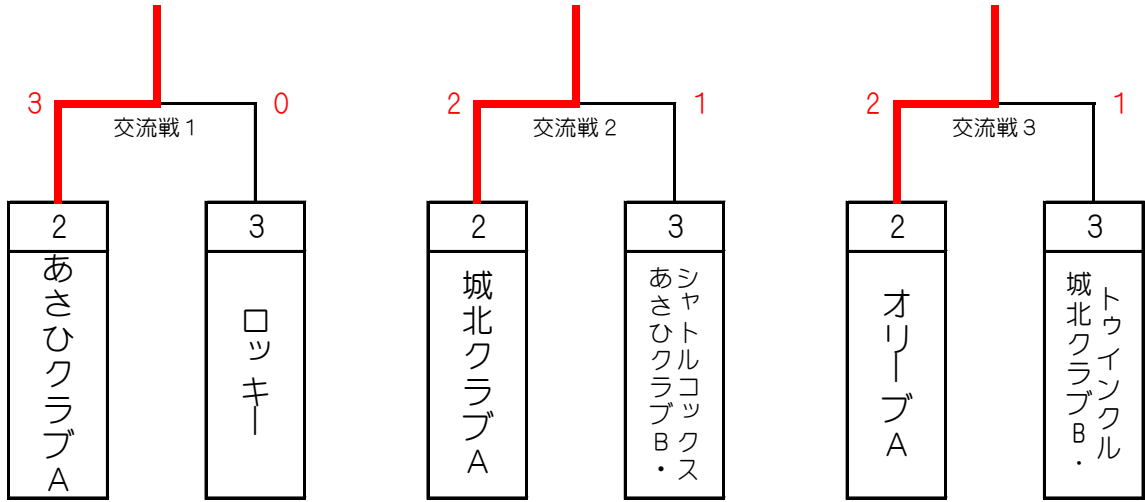 3
0
交流戦1
2
1
交流戦2
2
1
交流戦3
2
あさひクラブA
3
ロッキー
2
城北クラブA
3
シャトルコックス
あさひクラブB・
2
オリーブA
3
トゥインクル
城北クラブB・